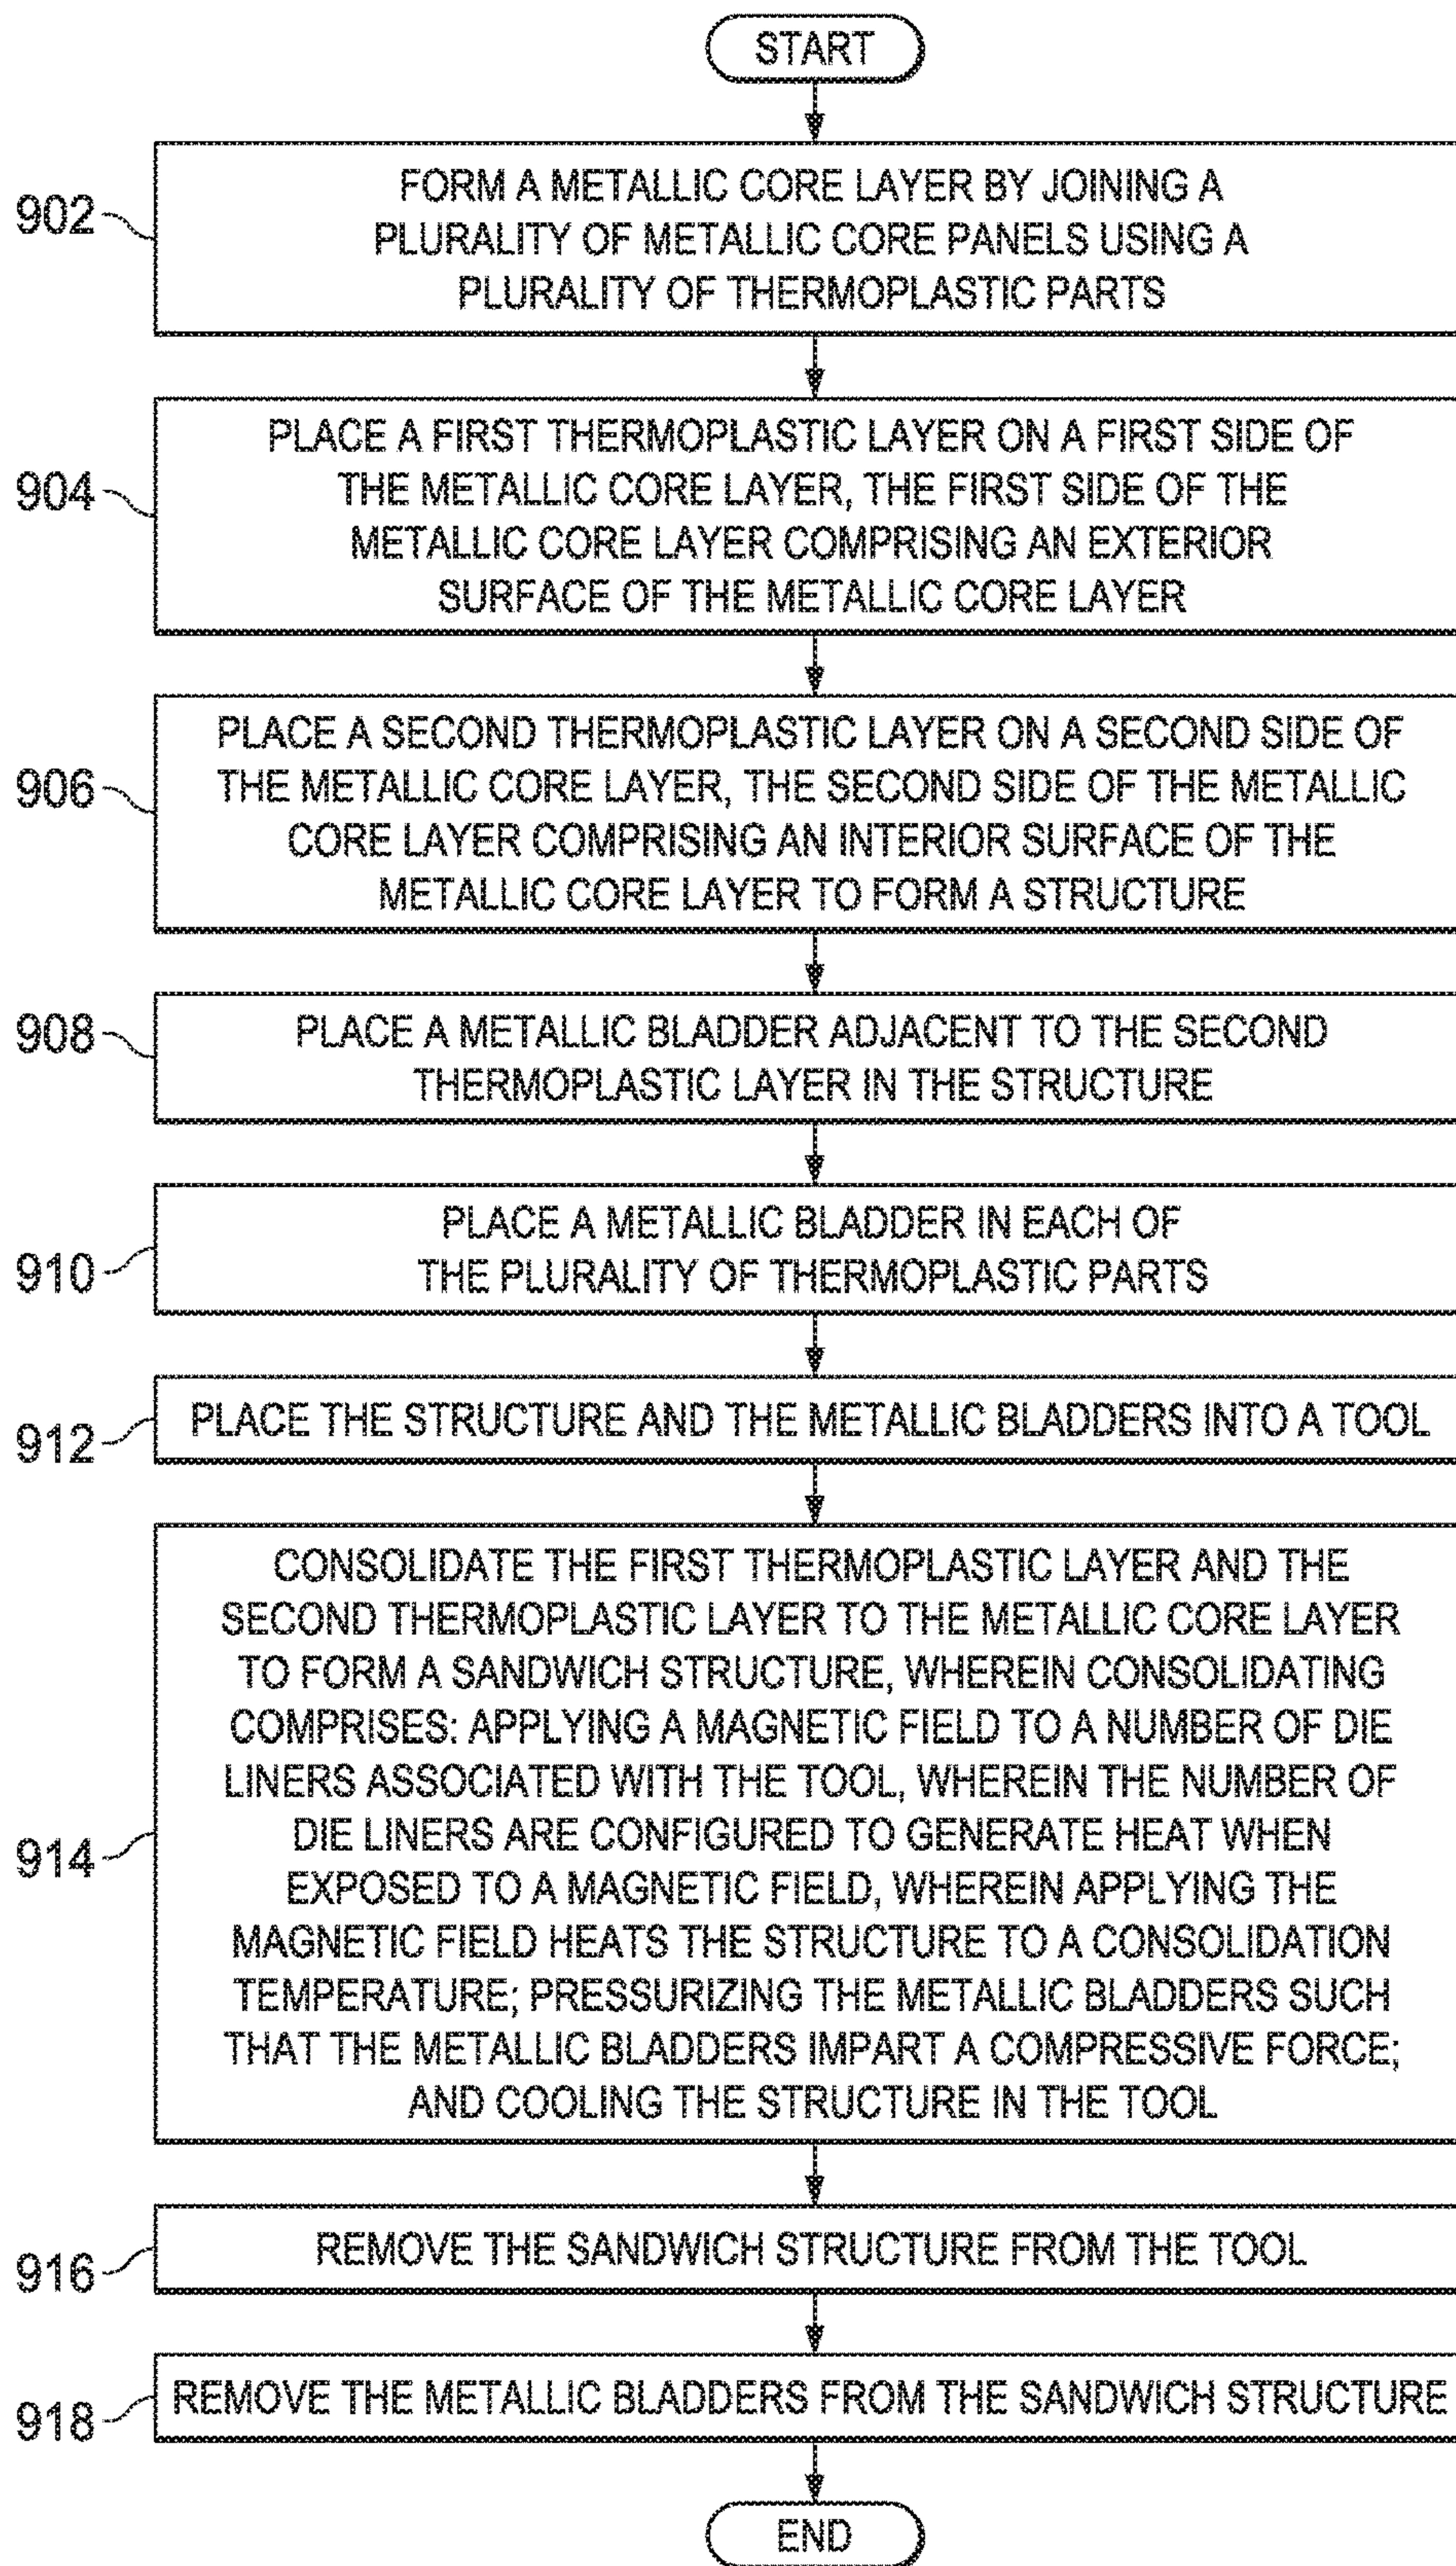 START
902
FORM A METALLIC CORE LAYER BY JOINING A
PLURALITY OF METALLIC CORE PANELS USING A
PLURALITY OF THERMOPLASTIC PARTS
904
PLACE A FIRST THERMOPLASTIC LAYER ON A FIRST SIDE OF
THE METALLIC CORE LAYER, THE FIRST SIDE OF THE
METALLIC CORE LAYER COMPRISING AN EXTERIOR
SURFACE OF THE METALLIC CORE LAYER
906
PLACE A SECOND THERMOPLASTIC LAYER ON A SECOND SIDE OF
THE METALLIC CORE LAYER, THE SECOND SIDE OF THE METALLIC
CORE LAYER COMPRISING AN INTERIOR SURFACE OF THE
METALLIC CORE LAYER TO FORM A STRUCTURE
908
PLACE A METALLIC BLADDER ADJACENT TO THE SECOND
THERMOPLASTIC LAYER IN THE STRUCTURE
910
PLACE A METALLIC BLADDER IN EACH OF
THE PLURALITY OF THERMOPLASTIC PARTS
912
PLACE THE STRUCTURE AND THE METALLIC BLADDERS INTO A TOOL
914
CONSOLIDATE THE FIRST THERMOPLASTIC LAYER AND THE
SECOND THERMOPLASTIC LAYER TO THE METALLIC CORE LAYER
TO FORM A SANDWICH STRUCTURE, WHEREIN CONSOLIDATING
COMPRISES: APPLYING A MAGNETIC FIELD TO A NUMBER OF DIE
LINERS ASSOCIATED WITH THE TOOL, WHEREIN THE NUMBER OF
DIE LINERS ARE CONFIGURED TO GENERATE HEAT WHEN
EXPOSED TO A MAGNETIC FIELD, WHEREIN APPLYING THE
MAGNETIC FIELD HEATS THE STRUCTURE TO A CONSOLIDATION
TEMPERATURE; PRESSURIZING THE METALLIC BLADDERS SUCH
THAT THE METALLIC BLADDERS IMPART A COMPRESSIVE FORCE;
AND COOLING THE STRUCTURE IN THE TOOL
916
REMOVE THE SANDWICH STRUCTURE FROM THE TOOL
918
REMOVE THE METALLIC BLADDERS FROM THE SANDWICH STRUCTURE
END